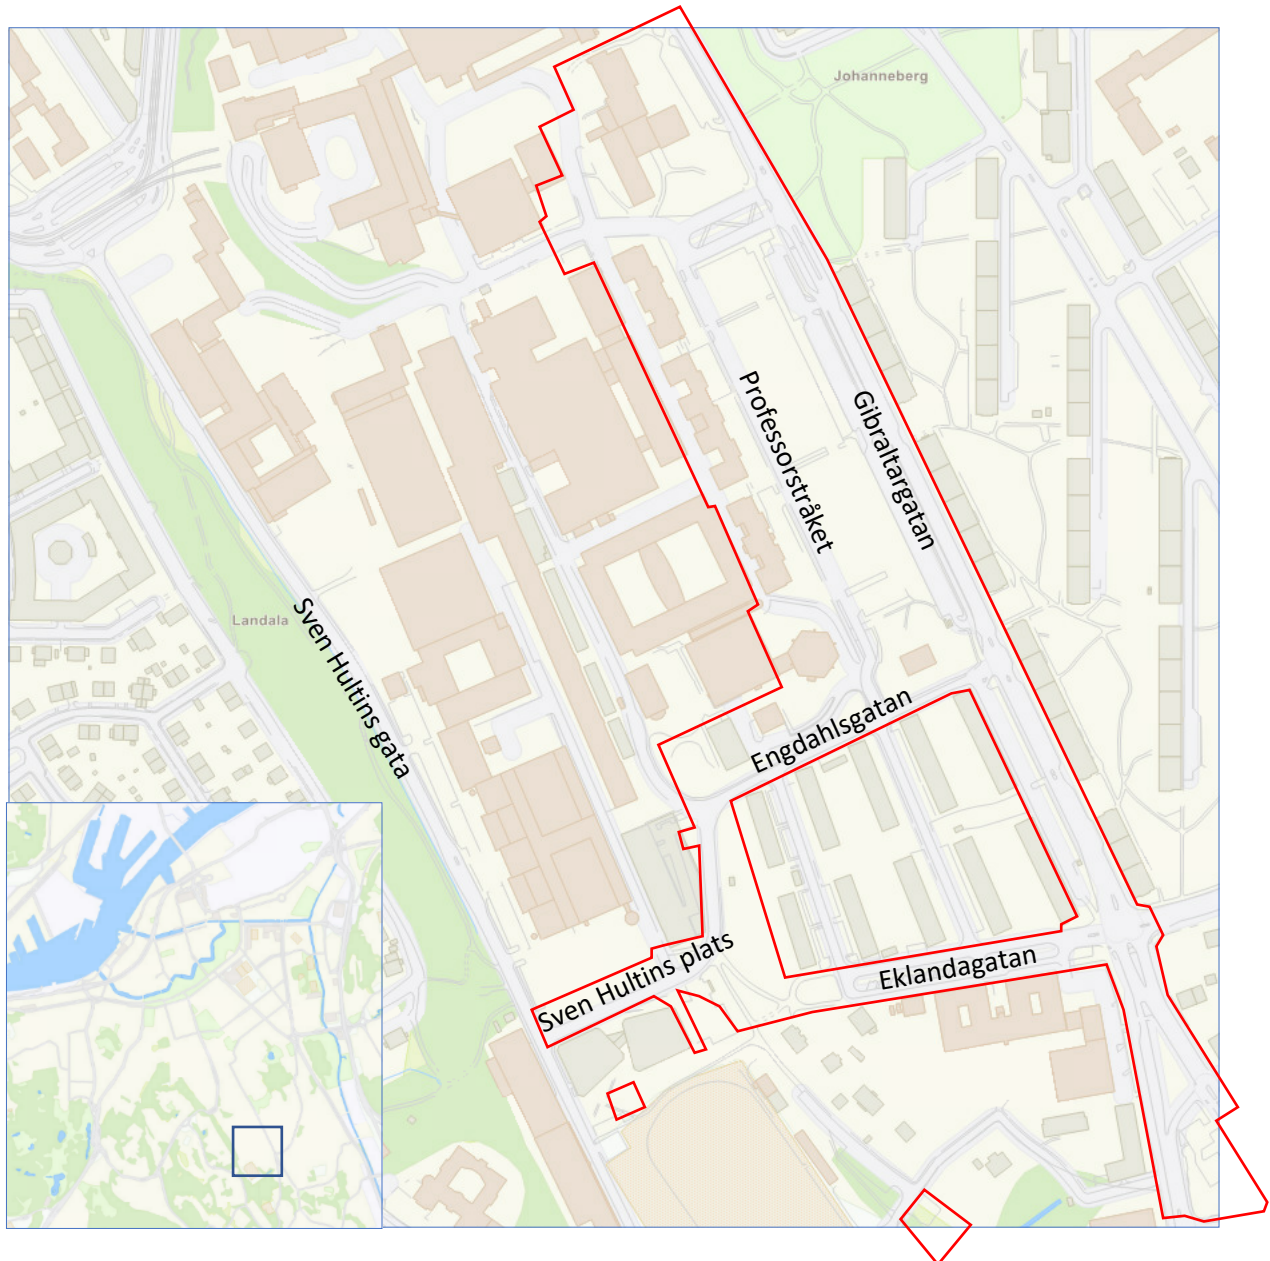 Johanneberg
Professorstråket
Gibraltargatan
Landala
Sven Hultins gata
Engdahlsgatan
Sven Hultins plats
Eklandagatan